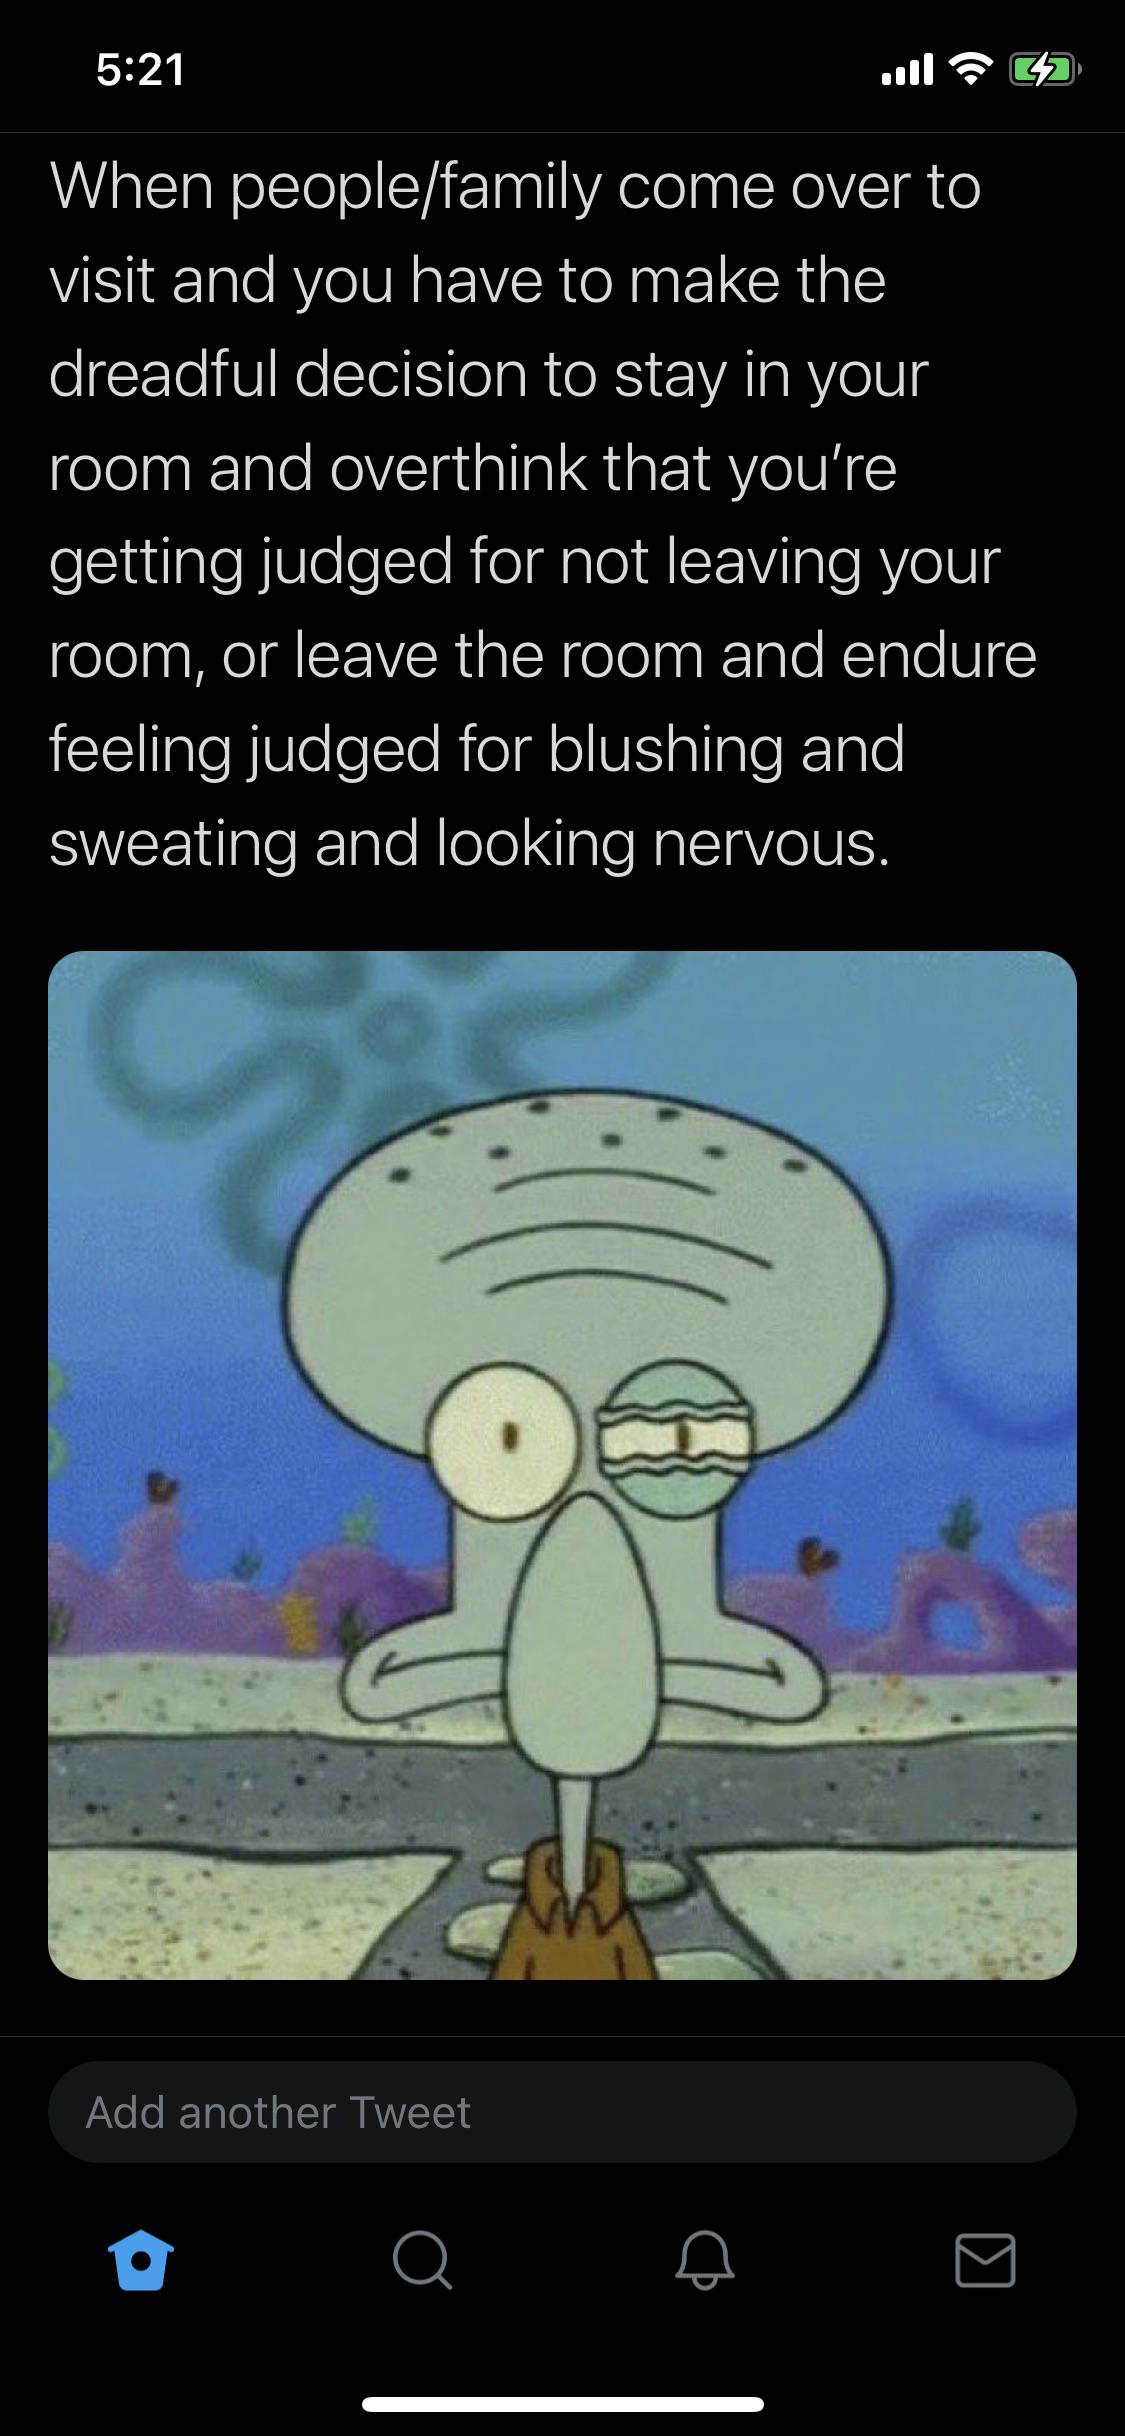 5:21
When people/family come over to
visit and you have to make the
dreadful decision to stay in your
room and overthink that you’re
getting judged for not leaving your
room, or leave the room and endure
feeling judged for blushing and
sweating and looking nervous.
Add another Tweet